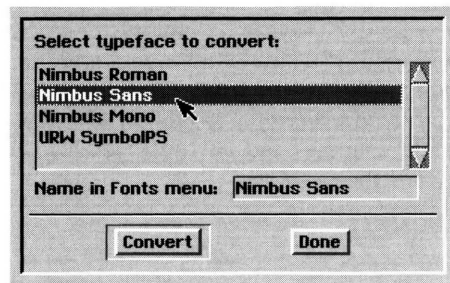 Select typeface to convert:
Nimbus Roman
Nimbus Sans
Nimbus Mono
URW SymbolPS
Name in Fonts menu: Nimbus Sans
Convert Done